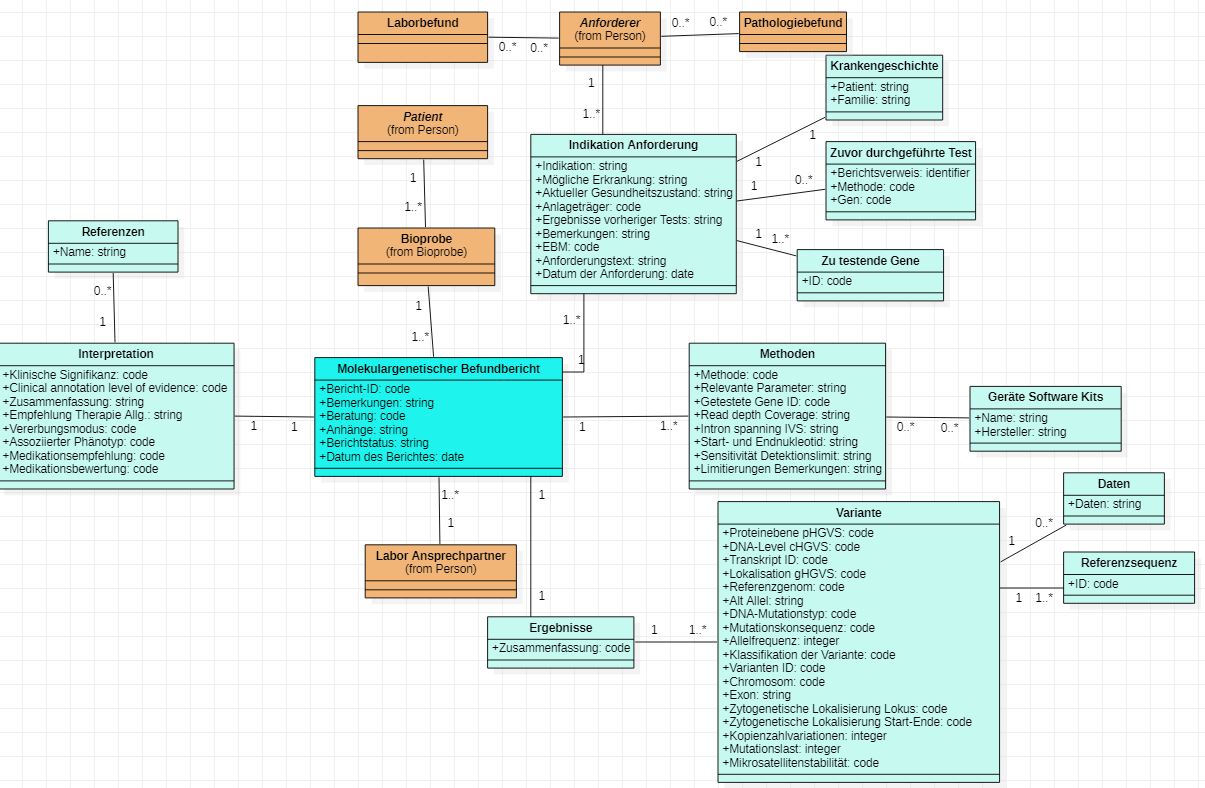 Laborbefund
0..*
0..*
Anforderer
(from Person)
0..*
0..*
Pathologiebefund
1
1..*
Krankengeschichte
+Patient: string
+Familie: string
Patient
(from Person)
1
1..*
Indikation Anforderung
+Indikation: string
+Mögliche Erkrankung: string
+Aktueller Gesundheitszustand: string
+Anlageträger: code
+Ergebnisse vorheriger Tests: string
+Bemerkungen: string
+EBM: code
+Anforderungstext: string
+Datum der Anforderung: date
1
1
1
0..*
Zuvor durchgeführte Test
+Berichtsverweis: identifier
+Methode: code
+Gen: code
1
1..*
Zu testende Gene
+ID: code
Referenzen
+Name: string
0..*
1
Bioprobe
(from Bioprobe)
1
1..*
1..*
1
Interpretation
+Klinische Signifikanz: code
+Clinical annotation level of evidence: code
+Zusammenfassung: string
+Empfehlung Therapie Allg.: string
+Vererbungsmodus: code
+Assoziierter Phänotyp: code
+Medikationsempfehlung: code
+Medikationsbewertung: code
1
1
Molekulargenetischer Befundbericht
+Bericht-ID: code
+Bemerkungen: string
+Beratung: code
+Anhänge: string
+Berichtstatus: string
+Datum des Berichtes: date
1
1..*
Methoden
+Methode: code
+Relevante Parameter: string
+Getestete Gene ID: code
+Read depth Coverage: string
+Intron spanning IVS: string
+Start- und Endnukleotid: string
+Sensitivität Detektionslimit: string
+Limitierungen Bemerkungen: string
0..*
0..*
Geräte Software Kits
+Name: string
+Hersteller: string
1..*
1
Labor Ansprechpartner
(from Person)
1
1
Ergebnisse
+Zusammenfassung: code
1
1..*
Variante
+Proteinebene pHGVS: code
+DNA-Level cHGVS: code
+Transkript ID: code
+Lokalisation gHGVS: code
+Referenzgenom: code
+Alt Allel: string
+DNA-Mutationstyp: code
+Mutationskonsequenz: code
+Allelfrequenz: integer
+Klassifikation der Variante: code
+Varianten ID: code
+Chromosom: code
+Exon: string
+Zytogenetische Lokalisierung Lokus: code
+Zytogenetische Lokalisierung Start-Ende: code
+Kopienzahlvariationen: integer
+Mutationslast: integer
+Mikrosatellitenstabilität: code
1
0..*
Daten
+Daten: string
1
1..*
Referenzsequenz
+ID: code